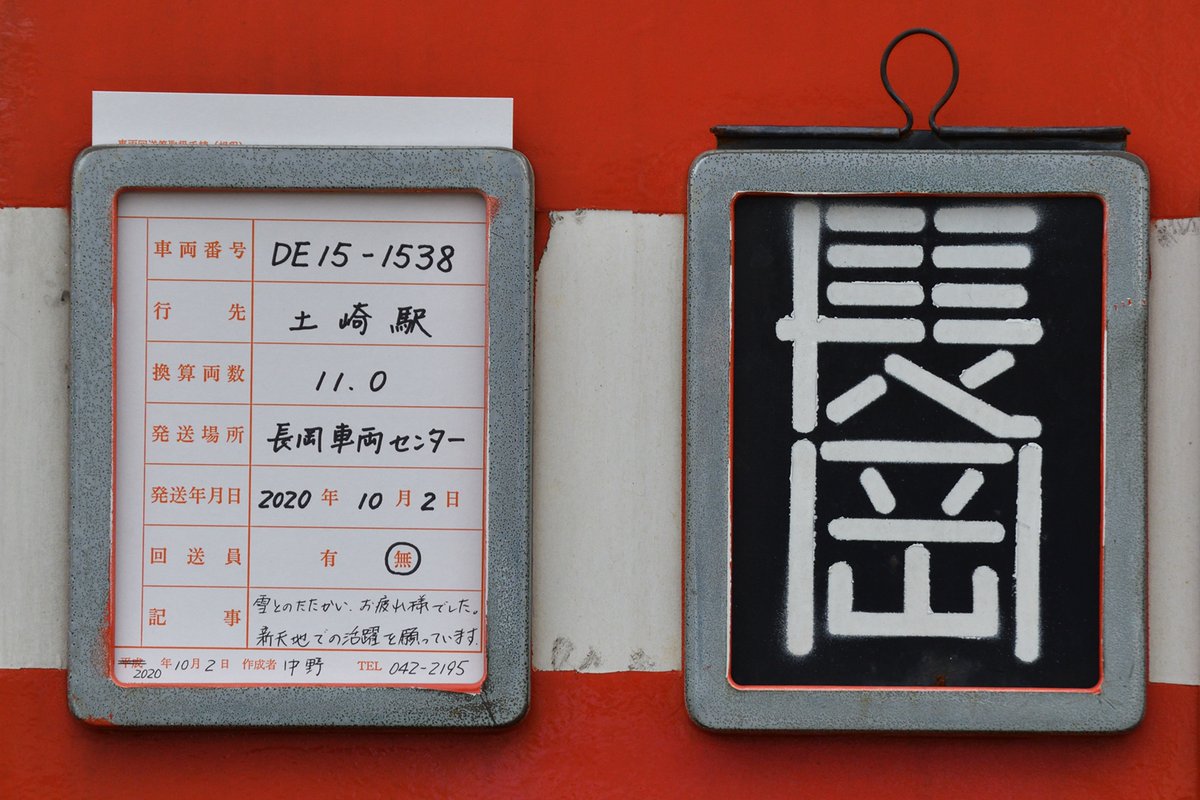 車両番号 DE15-1538
行先 土崎駅
換算両数 11.0
発送場所 長岡車両センター
発送年月日 2020年10月2日
回送員 有 無
記事 雪とのたたかい、お疲れ様でした。
新天地での活躍を願っています。
平成 2020 年10月2日 作成者 中野 TEL 042-2195
長岡